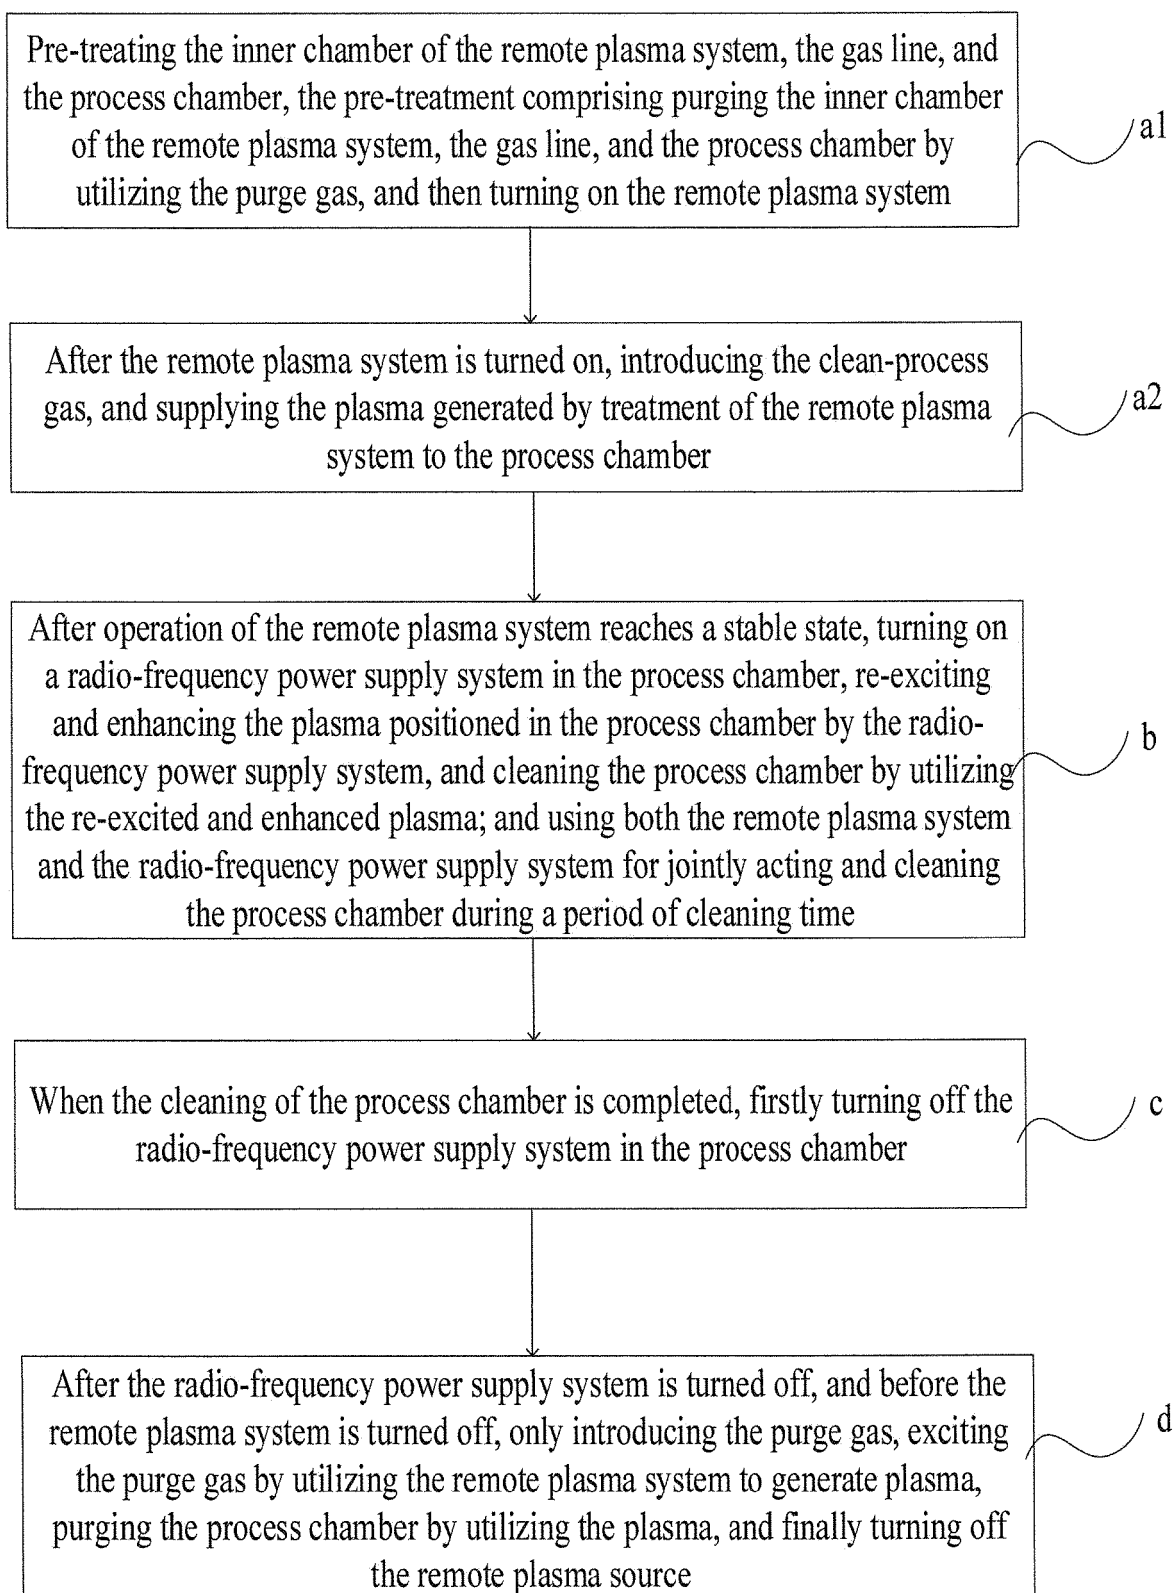 Pre-treating the inner chamber of the remote plasma system, the gas line, and
the process chamber, the pre-treatment comprising purging the inner chamber
of the remote plasma system, the gas line, and the process chamber by
utilizing the purge gas, and then turning on the remote plasma system
a1
After the remote plasma system is turned on, introducing the clean-process
gas, and supplying the plasma generated by treatment of the remote plasma
system to the process chamber
a2
After operation of the remote plasma system reaches a stable state, turning on
a radio-frequency power supply system in the process chamber, re-exciting
and enhancing the plasma positioned in the process chamber by the radio-
frequency power supply system, and cleaning the process chamber by utilizing
the re-excited and enhanced plasma; and using both the remote plasma system
and the radio-frequency power supply system for jointly acting and cleaning
the process chamber during a period of cleaning time
b
When the cleaning of the process chamber is completed, firstly turning off the
radio-frequency power supply system in the process chamber
c
After the radio-frequency power supply system is turned off, and before the
remote plasma system is turned off, only introducing the purge gas, exciting
the purge gas by utilizing the remote plasma system to generate plasma,
purging the process chamber by utilizing the plasma, and finally turning off
the remote plasma source
d